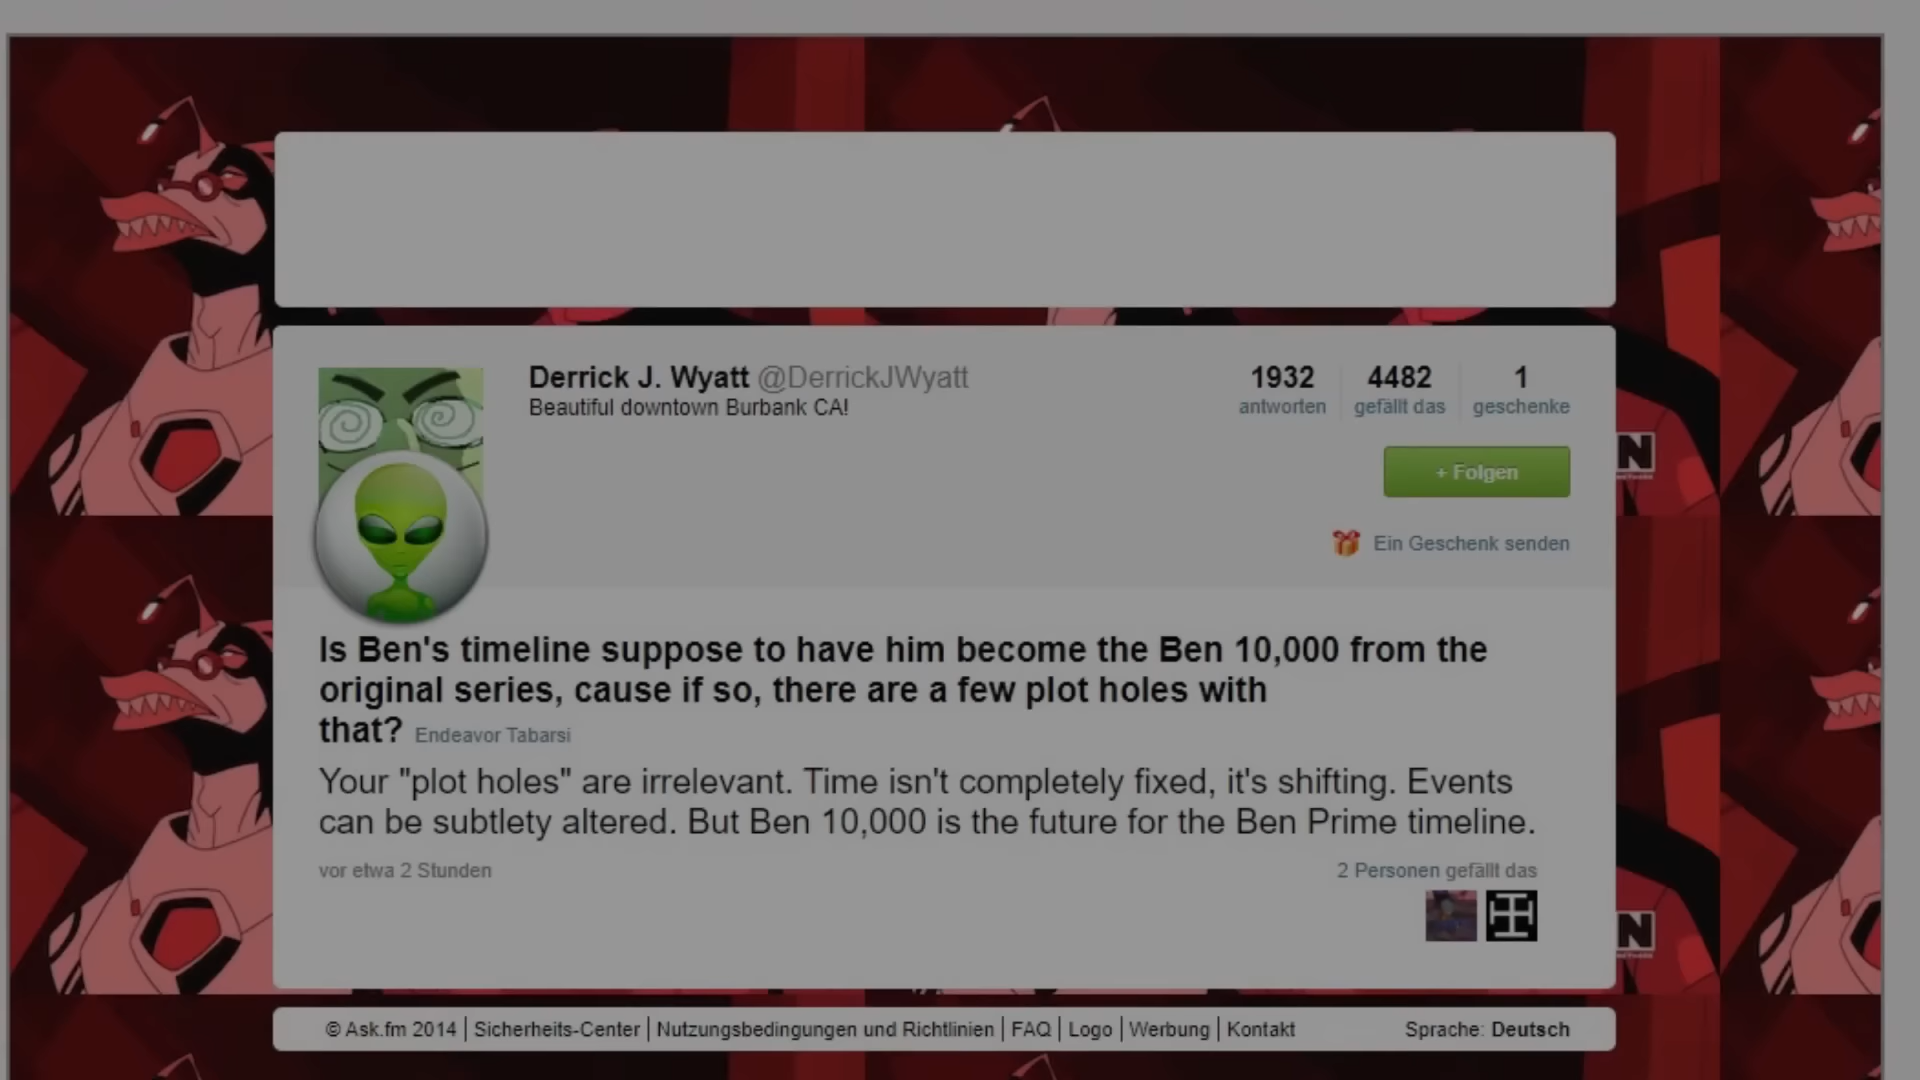 Derrick J. Wyatt @DerrickJWyatt
Beautiful downtown Burbank CA!
1932 4482 1
antworten gefällt das geschenke
+ Folgen
Ein Geschenk senden
Is Ben's timeline suppose to have him become the Ben 10,000 from the
original series, cause if so, there are a few plot holes with
that? Endeavor Tabarsi
Your "plot holes" are irrelevant. Time isn't completely fixed, it's shifting. Events
can be subtlety altered. But Ben 10,000 is the future for the Ben Prime timeline.
vor etwa 2 Stunden
2 Personen gefällt das
N
N
© Ask.fm 2014 | Sicherheits-Center | Nutzungsbedingungen und Richtlinien | FAQ | Logo | Werbung | Kontakt
Sprache: Deutsch